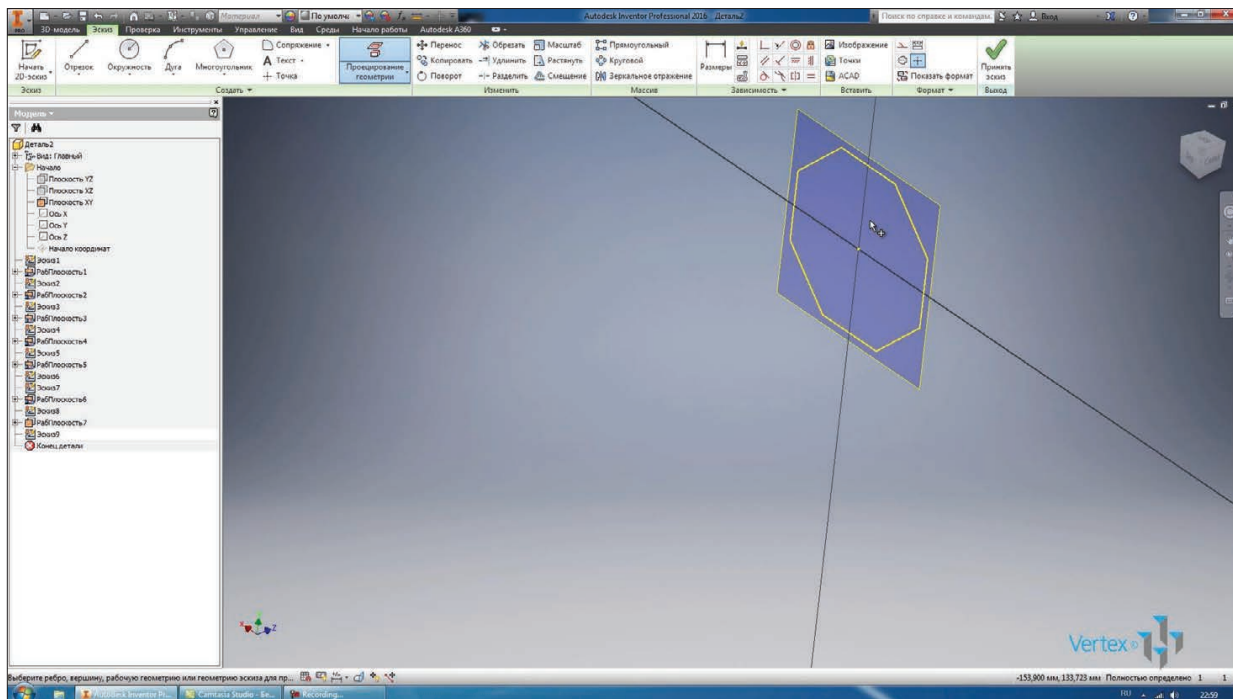 PRO
Материал
По умолч
Autodesk Inventor Professional 2016 Деталь2
Поиск по справке и командам.
Вход
3D-модель Эскиз Проверка Инструменты Управление Вид Среды Начало работы Autodesk A360
Начать 2D-эскиз
Отрезок
Окружность
Дуга
Многоугольник
Сопряжение
A Текст
Точка
Проецирование геометрии
Перенос
Копировать
Поворот
Обрезать
Удлинить
Разделить
Масштаб
Растянуть
Смещение
Прямоугольный
Круговой
Зеркальное отражение
Размеры
Изображение
Точки
ACAD
Показать формат
Принять эскиз
Эскиз
Создать
Изменить
Массив
Зависимость
Вставить
Формат
Выход
Модель
Деталь2
Вид: Главный
Начало
Плоскость YZ
Плоскость XZ
Плоскость XY
Ось X
Ось Y
Ось Z
Начало координат
Эскиз1
РабПлоскость1
Эскиз2
РабПлоскость2
Эскиз3
РабПлоскость3
Эскиз4
РабПлоскость4
Эскиз5
РабПлоскость5
Эскиз6
Эскиз7
РабПлоскость6
Эскиз8
РабПлоскость7
Эскиз9
Конец детали
Z
Vertex
Выберите ребро, вершину, рабочую геометрию или геометрию эскиза для пр...
-153,900 мм, 133,723 мм Полностью определено 1 1
Autodesk Inventor Pr...
Camtasia Studio - Бе...
Recording...
RU
22:59